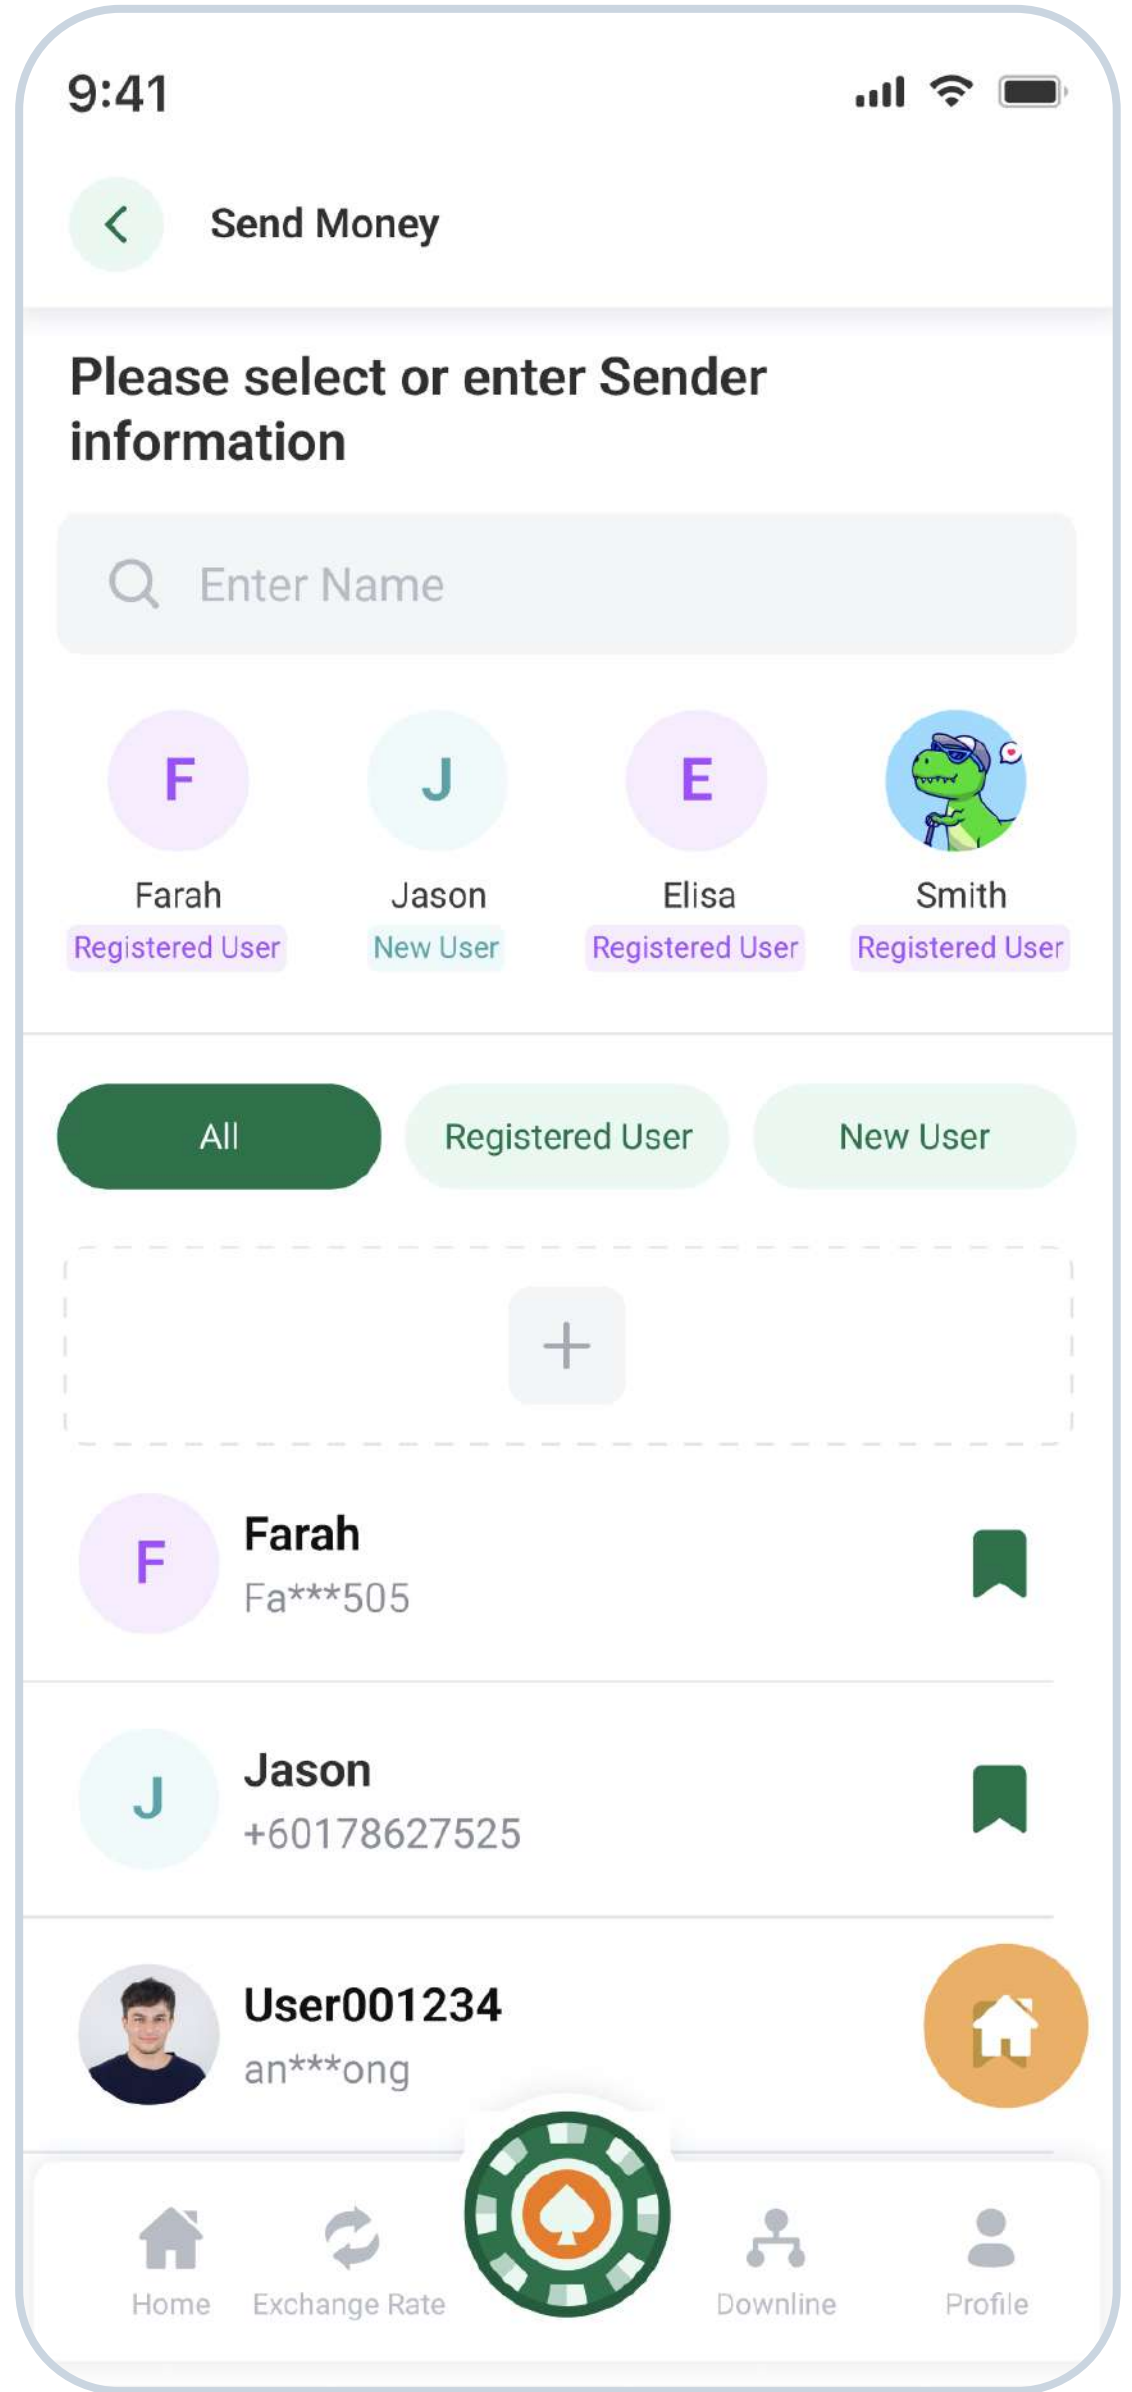 9:41
Send Money
Please select or enter Sender
information
Enter Name
F
J
E
Farah
Jason
Elisa
Smith
Registered User
New User
Registered User
Registered User
All
Registered User
New User
F
Farah
Fa***505
J
Jason
+60178627525
User001234
an***ong
Home
Exchange Rate
Downline
Profile